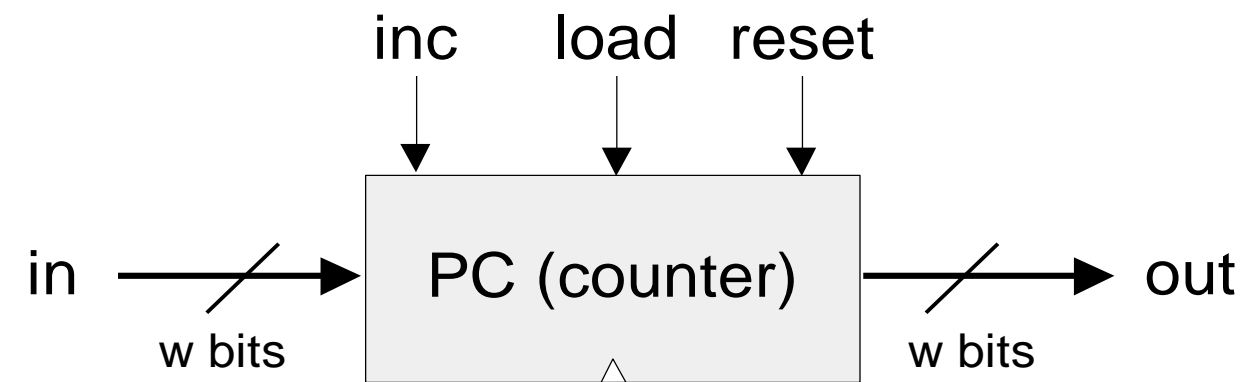 inc load reset
in PC (counter) out
w bits w bits